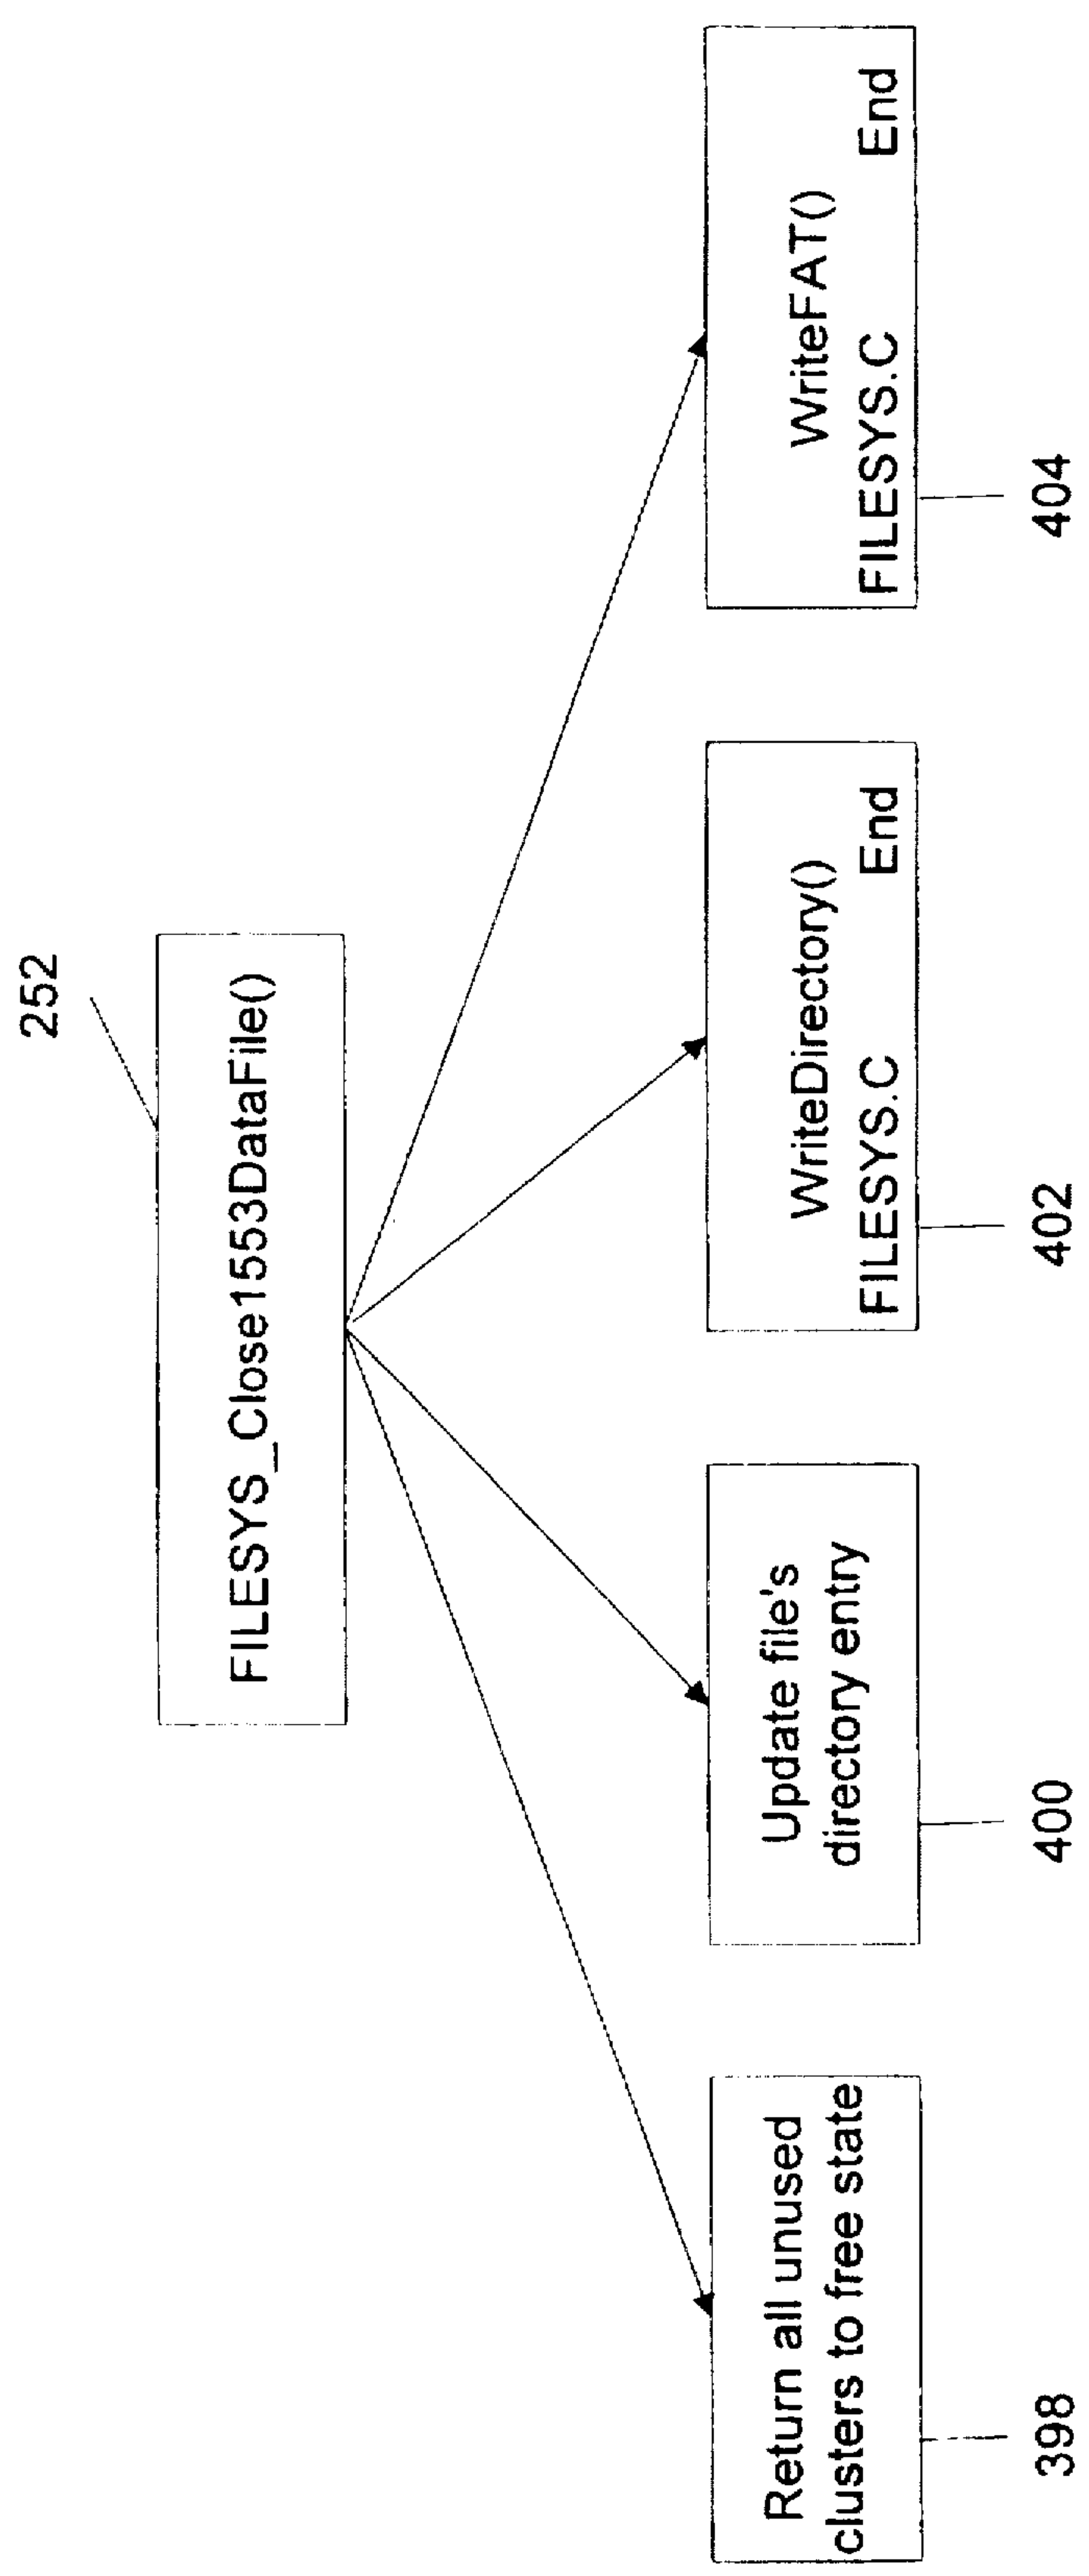 252
FILESYS_Close1553DataFile()
Return all unused
clusters to free state
398
Update file's
directory entry
400
WriteDirectory()
FILESYS.C End
402
WriteFAT()
FILESYS.C End
404